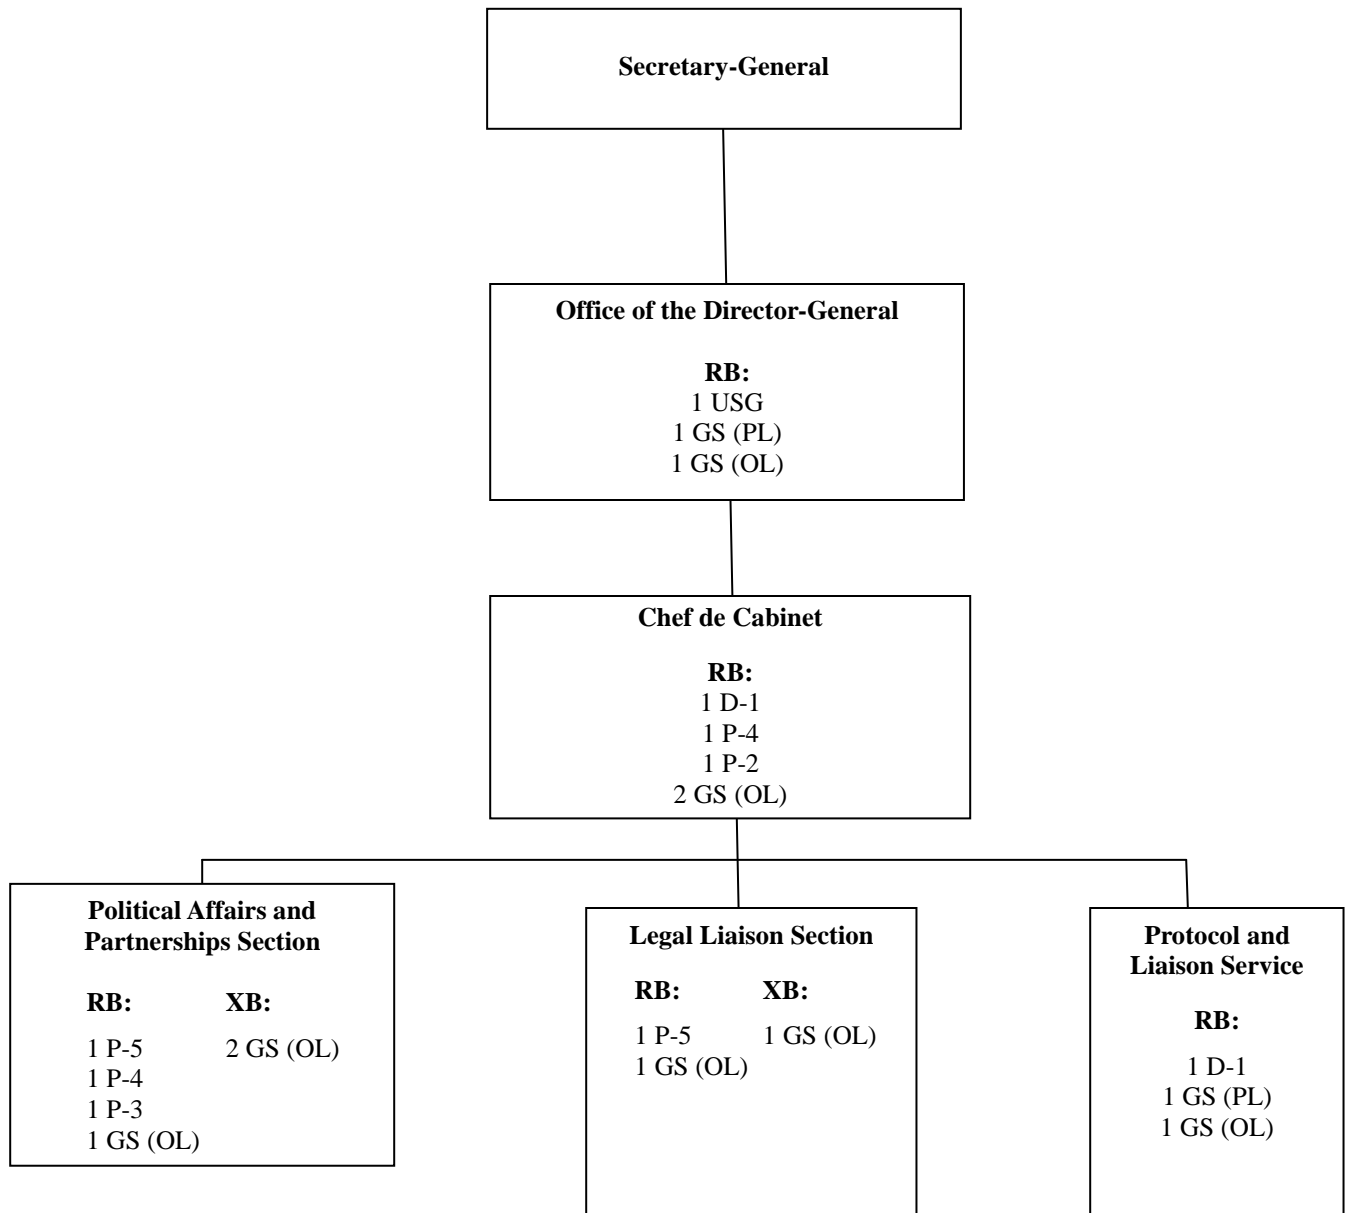 Secretary-General
Office of the Director-General
RB:
1 USG
1 GS (PL)
1 GS (OL)
Chef de Cabinet
RB:
1 D-1
1 P-4
1 P-2
2 GS (OL)
Political Affairs and
Partnerships Section
RB: XB:
1 P-5 2 GS (OL)
1 P-4
1 P-3
1 GS (OL)
Legal Liaison Section
RB: XB:
1 P-5 1 GS (OL)
1 GS (OL)
Protocol and
Liaison Service
RB:
1 D-1
1 GS (PL)
1 GS (OL)